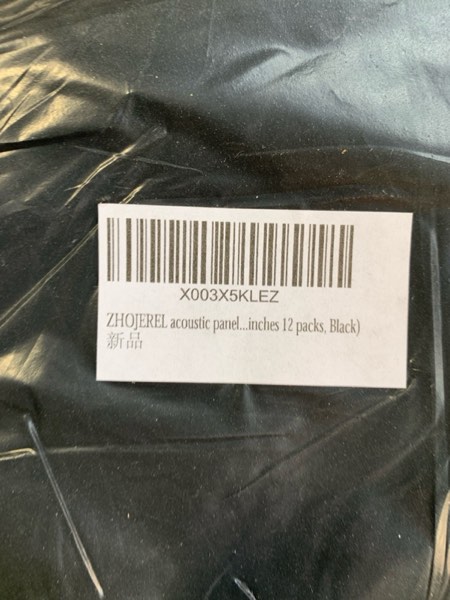 X003X5KLEZ
ZHOJEREL acoustic panel...inches 12 packs, Black)
新品